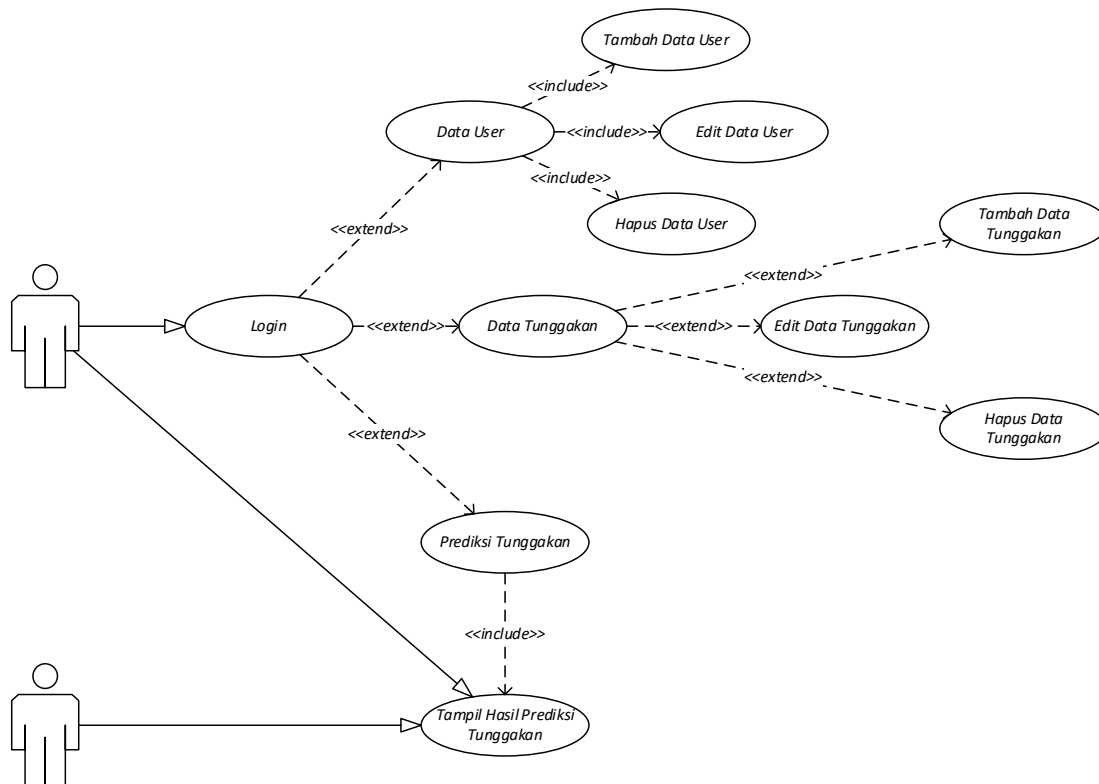 Tambah Data User
<<include>>
Data User
<<include>>
Edit Data User
<<include>>
Hapus Data User
Tambah Data
Tunggakan
<<extend>>
<<extend>>
Login
<<extend>>
Data Tunggakan
<<extend>>
Edit Data Tunggakan
<<extend>>
Hapus Data
Tunggakan
<<extend>>
Prediksi Tunggakan
<<include>>
Tampil Hasil Prediksi
Tunggakan